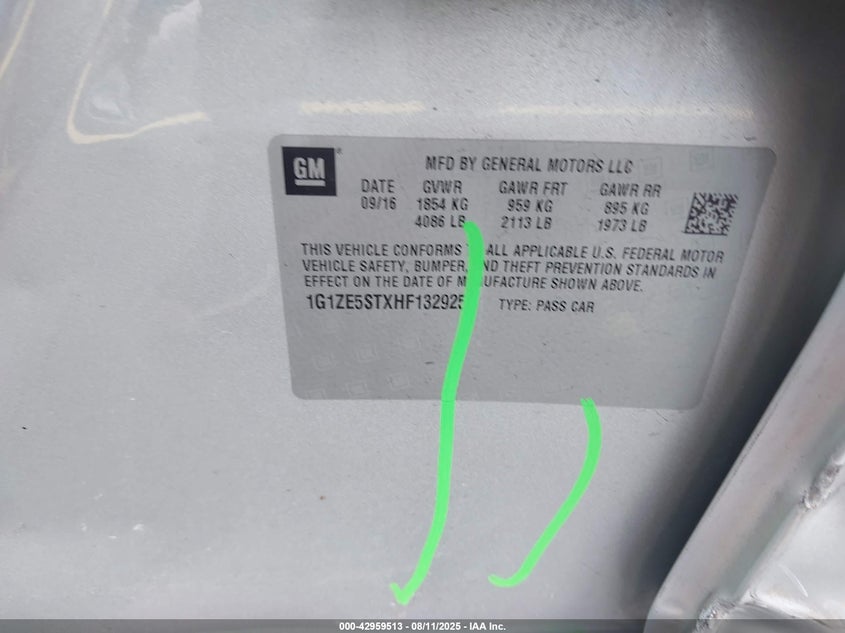 GM
MFD BY GENERAL MOTORS LLC
DATE GVWR GAWR FRT GAWR RR
09/16 1854 KG 959 KG 895 KG
4086 LB 2113 LB 1973 LB
THIS VEHICLE CONFORMS ALL APPLICABLE U.S. FEDERAL MOTOR
VEHICLE SAFETY, BUMPER, AND THEFT PREVENTION STANDARDS IN
EFFECT ON THE DATE OF MANUFACTURE SHOWN ABOVE.
1G1ZE5STXHF132925 TYPE: PASS CAR
000-42959513 - 08/11/2025 - IAA Inc.